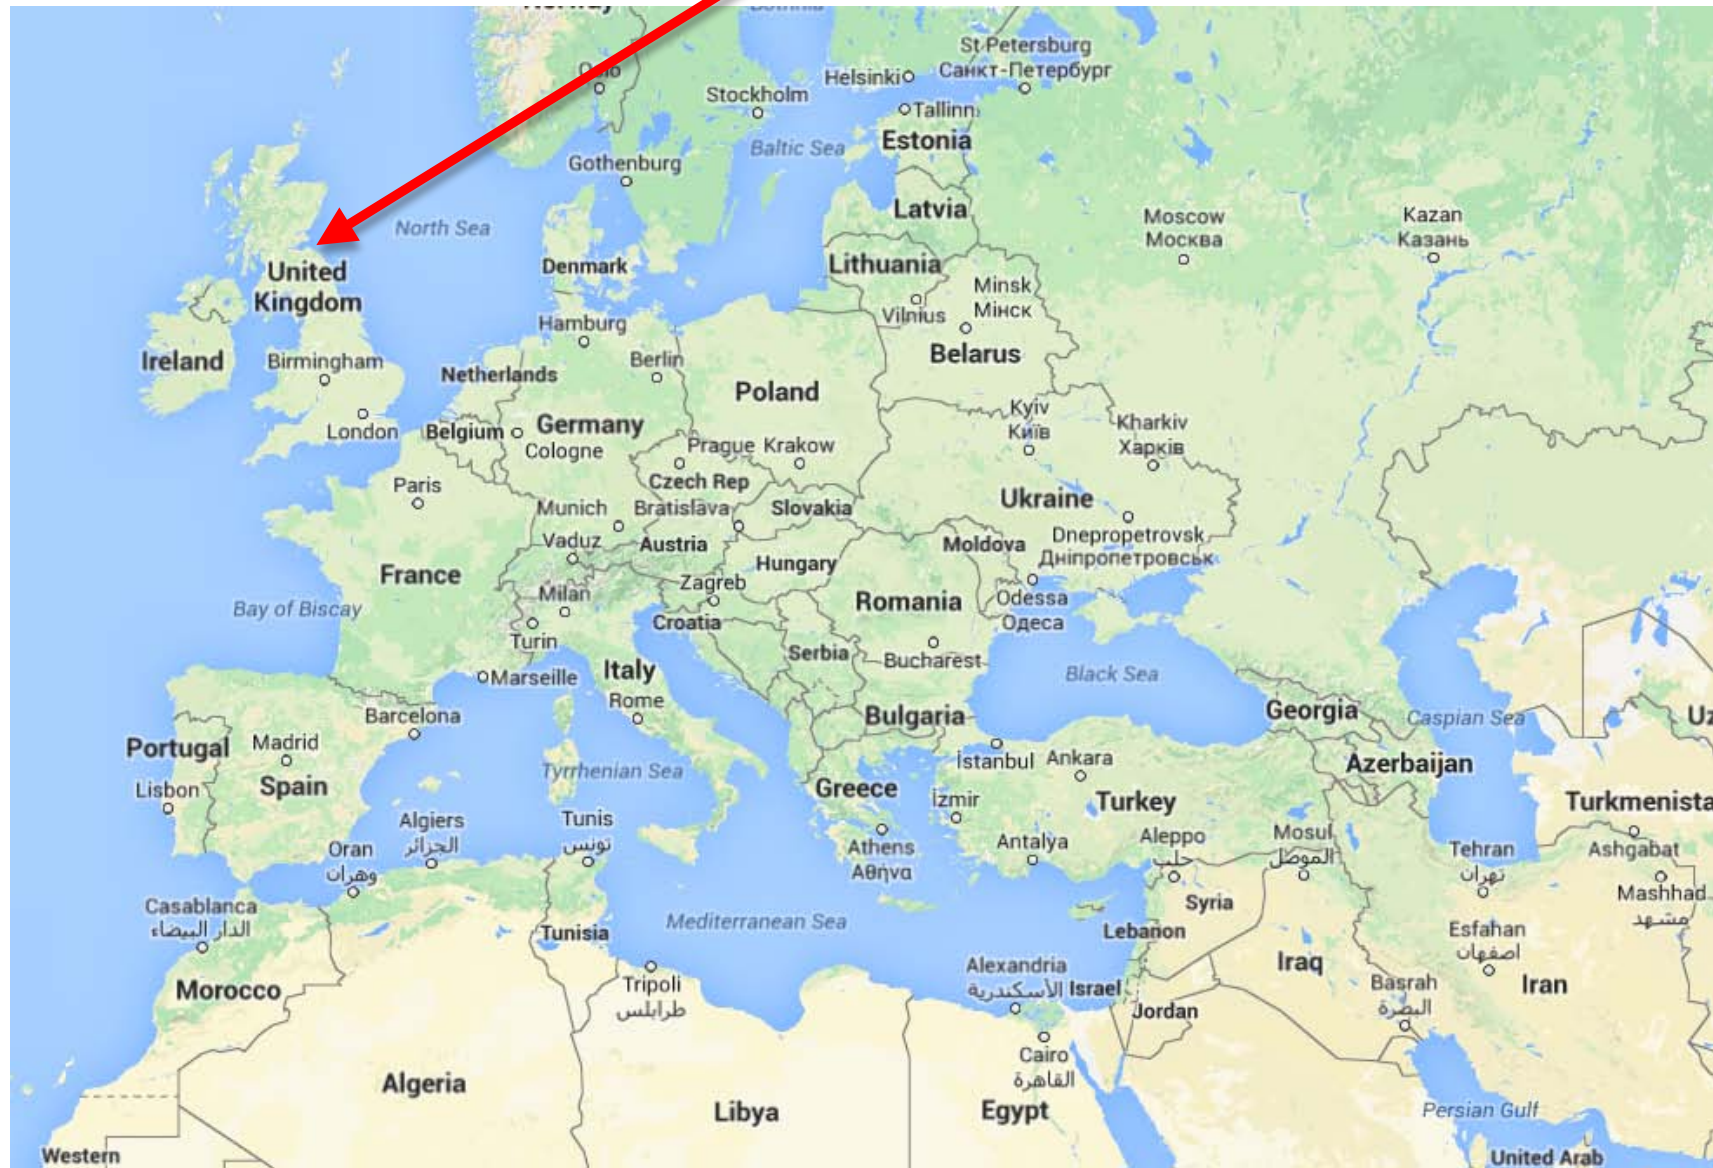 Norway
Bothnia
Oslo
Stockholm
Helsinki
St Petersburg
Санкт-Петербург
Tallinn
Estonia
Baltic Sea
Gothenburg
Latvia
Moscow
Москва
Kazan
Казань
North Sea
United
Kingdom
Denmark
Lithuania
Minsk
Мінск
Vilnius
Hamburg
Ireland
Birmingham
Netherlands
Berlin
Belarus
Poland
London
Belgium
Germany
Cologne
Prague
Krakow
Kyiv
Київ
Kharkiv
Харків
Paris
Czech Rep
Munich
Bratislava
Slovakia
Ukraine
Vaduz
Austria
Hungary
Moldova
Dnepropetrovsk
Дніпропетровськ
France
Zagreb
Milan
Bay of Biscay
Croatia
Romania
Odessa
Одеса
Turin
Serbia
Bucharest
Marseille
Italy
Rome
Black Sea
Barcelona
Bulgaria
Georgia
Caspian Sea
Uz
Portugal
Madrid
Spain
Lisbon
Tyrrhenian Sea
Greece
İstanbul
Ankara
Azerbaijan
İzmir
Turkey
Turkmenista
Algiers
الجزائر
Tunis
تونس
Athens
Αθήνα
Antalya
Aleppo
حلب
Mosul
الموصل
Tehran
تهران
Ashgabat
Oran
وهران
Mashhad
مشهد
Casablanca
الدار البيضاء
Tunisia
Mediterranean Sea
Syria
Lebanon
Esfahan
اصفهان
Morocco
Tripoli
طرابلس
Alexandria
الأسكندرية
Israel
Iraq
Basrah
البصرة
Iran
Jordan
Cairo
القاهرة
Algeria
Libya
Egypt
Persian Gulf
Western
United Arab